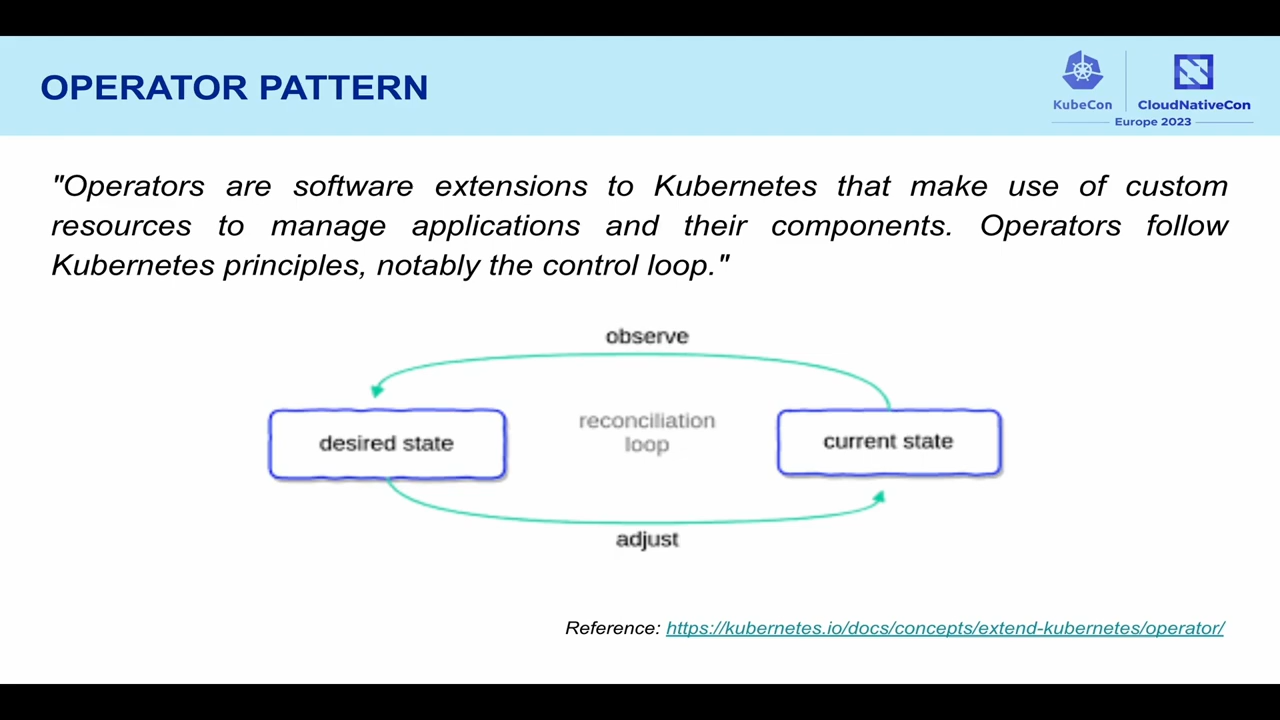 OPERATOR PATTERN
KubeCon
CloudNativeCon
Europe 2023
"Operators are software extensions to Kubernetes that make use of custom
resources to manage applications and their components. Operators follow
Kubernetes principles, notably the control loop."
observe
desired state
reconciliation
loop
current state
adjust
Reference: https://kubernetes.io/docs/concepts/extend-kubernetes/operator/